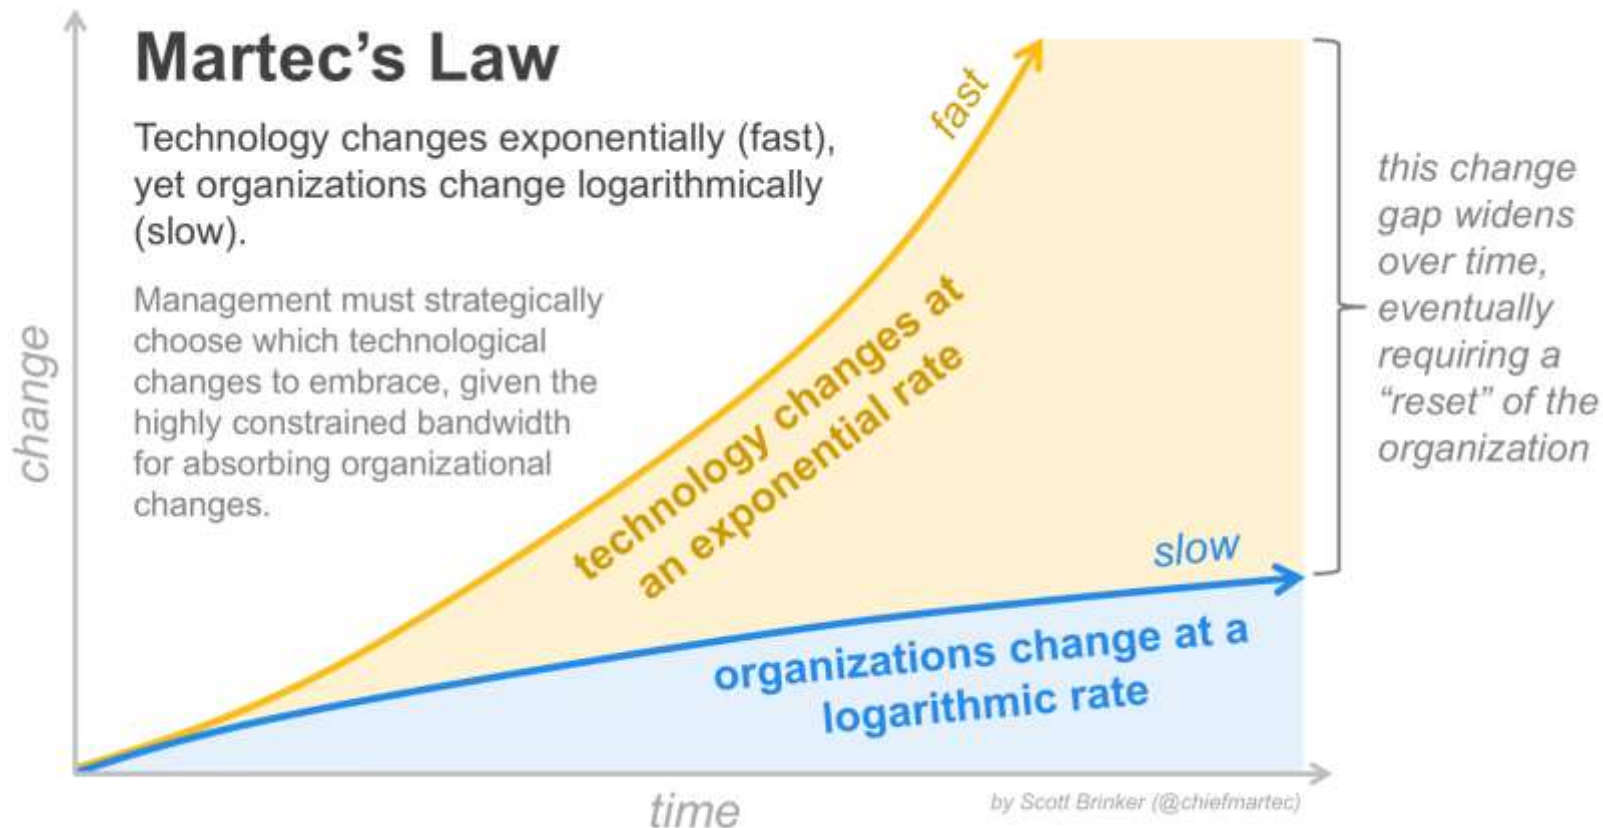 Martec's Law
Technology changes exponentially (fast),
yet organizations change logarithmically
(slow).
Management must strategically
choose which technological
changes to embrace, given the
highly constrained bandwidth
for absorbing organizational
changes.
change
fast
technology changes at
an exponential rate
slow
organizations change at a
logarithmic rate
this change
gap widens
over time,
eventually
requiring a
“reset” of the
organization
time
by Scott Brinker (@chiefmartec)